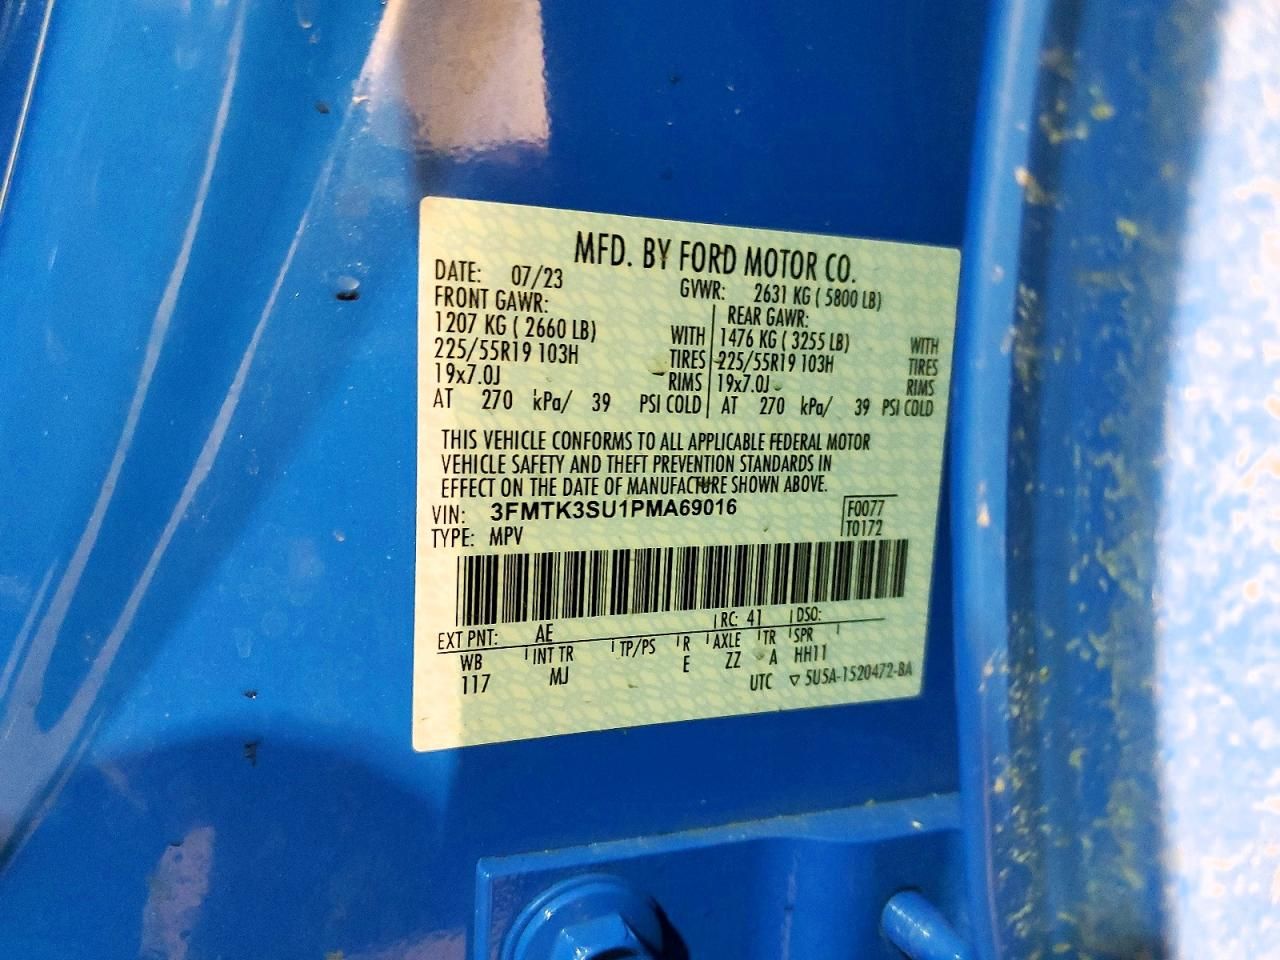 MFD. BY FORD MOTOR CO.
DATE: 07/23 GVWR: 2631 KG ( 5800 LB)
FRONT GAWR: REAR GAWR:
1207 KG ( 2660 LB) WITH 1476 KG ( 3255 LB) WITH
225/55R19 103H TIRES 225/55R19 103H TIRES
19x7.0J RIMS 19x7.0J RIMS
AT 270 kPa/ 39 PSI COLD AT 270 kPa/ 39 PSI COLD
THIS VEHICLE CONFORMS TO ALL APPLICABLE FEDERAL MOTOR
VEHICLE SAFETY AND THEFT PREVENTION STANDARDS IN
EFFECT ON THE DATE OF MANUFACTURE SHOWN ABOVE.
VIN: 3FMTK3SU1PMA69016 F0077
TYPE: MPV T0172
EXT PNT: AE RC: 41 DSO:
WB INT TR TP/PS R AXLE TR SPR
117 MJ E ZZ A HH11
UTC ▽ 5U5A-1520472-BA